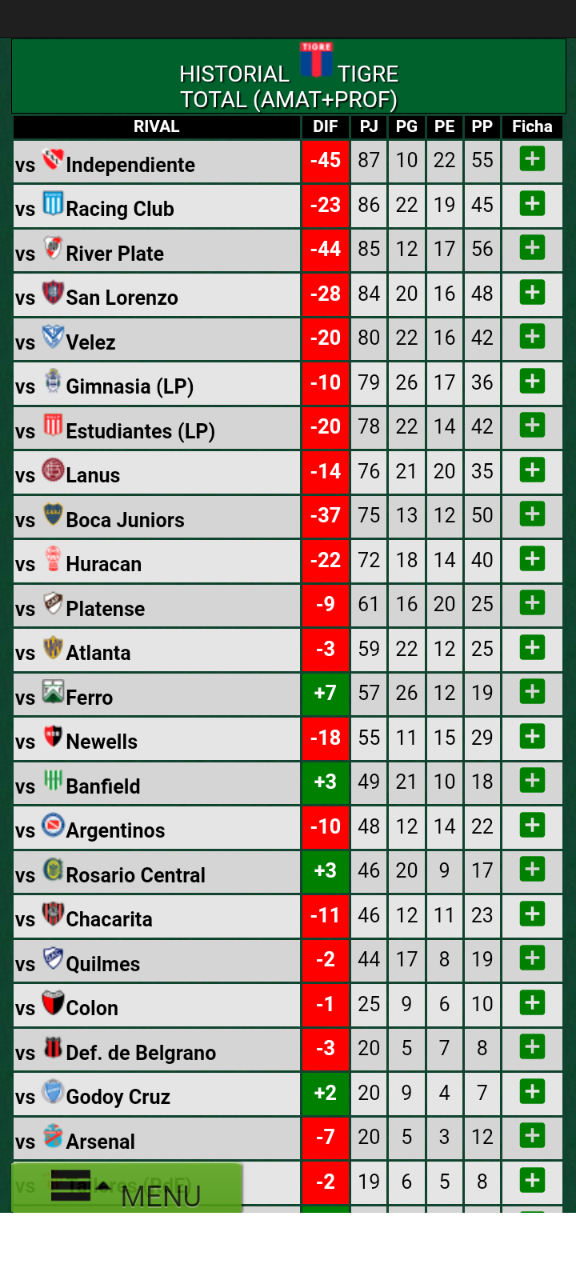 TIGRE
HISTORIAL TIGRE
TOTAL (AMAT+PROF)
RIVAL DIF PJ PG PE PP Ficha
vs Independiente -45 87 10 22 55
vs Racing Club -23 86 22 19 45
vs River Plate -44 85 12 17 56
vs San Lorenzo -28 84 20 16 48
vs Velez -20 80 22 16 42
vs Gimnasia (LP) -10 79 26 17 36
vs Estudiantes (LP) -20 78 22 14 42
vs Lanus -14 76 21 20 35
vs Boca Juniors -37 75 13 12 50
vs Huracan -22 72 18 14 40
vs Platense -9 61 16 20 25
vs Atlanta -3 59 22 12 25
vs Ferro +7 57 26 12 19
vs Newells -18 55 11 15 29
vs Banfield +3 49 21 10 18
vs Argentinos -10 48 12 14 22
vs Rosario Central +3 46 20 9 17
vs Chacarita -11 46 12 11 23
vs Quilmes -2 44 17 8 19
vs Colon -1 25 9 6 10
vs Def. de Belgrano -3 20 5 7 8
vs Godoy Cruz +2 20 9 4 7
vs Arsenal -7 20 5 3 12
vs -2 19 6 5 8
MENU